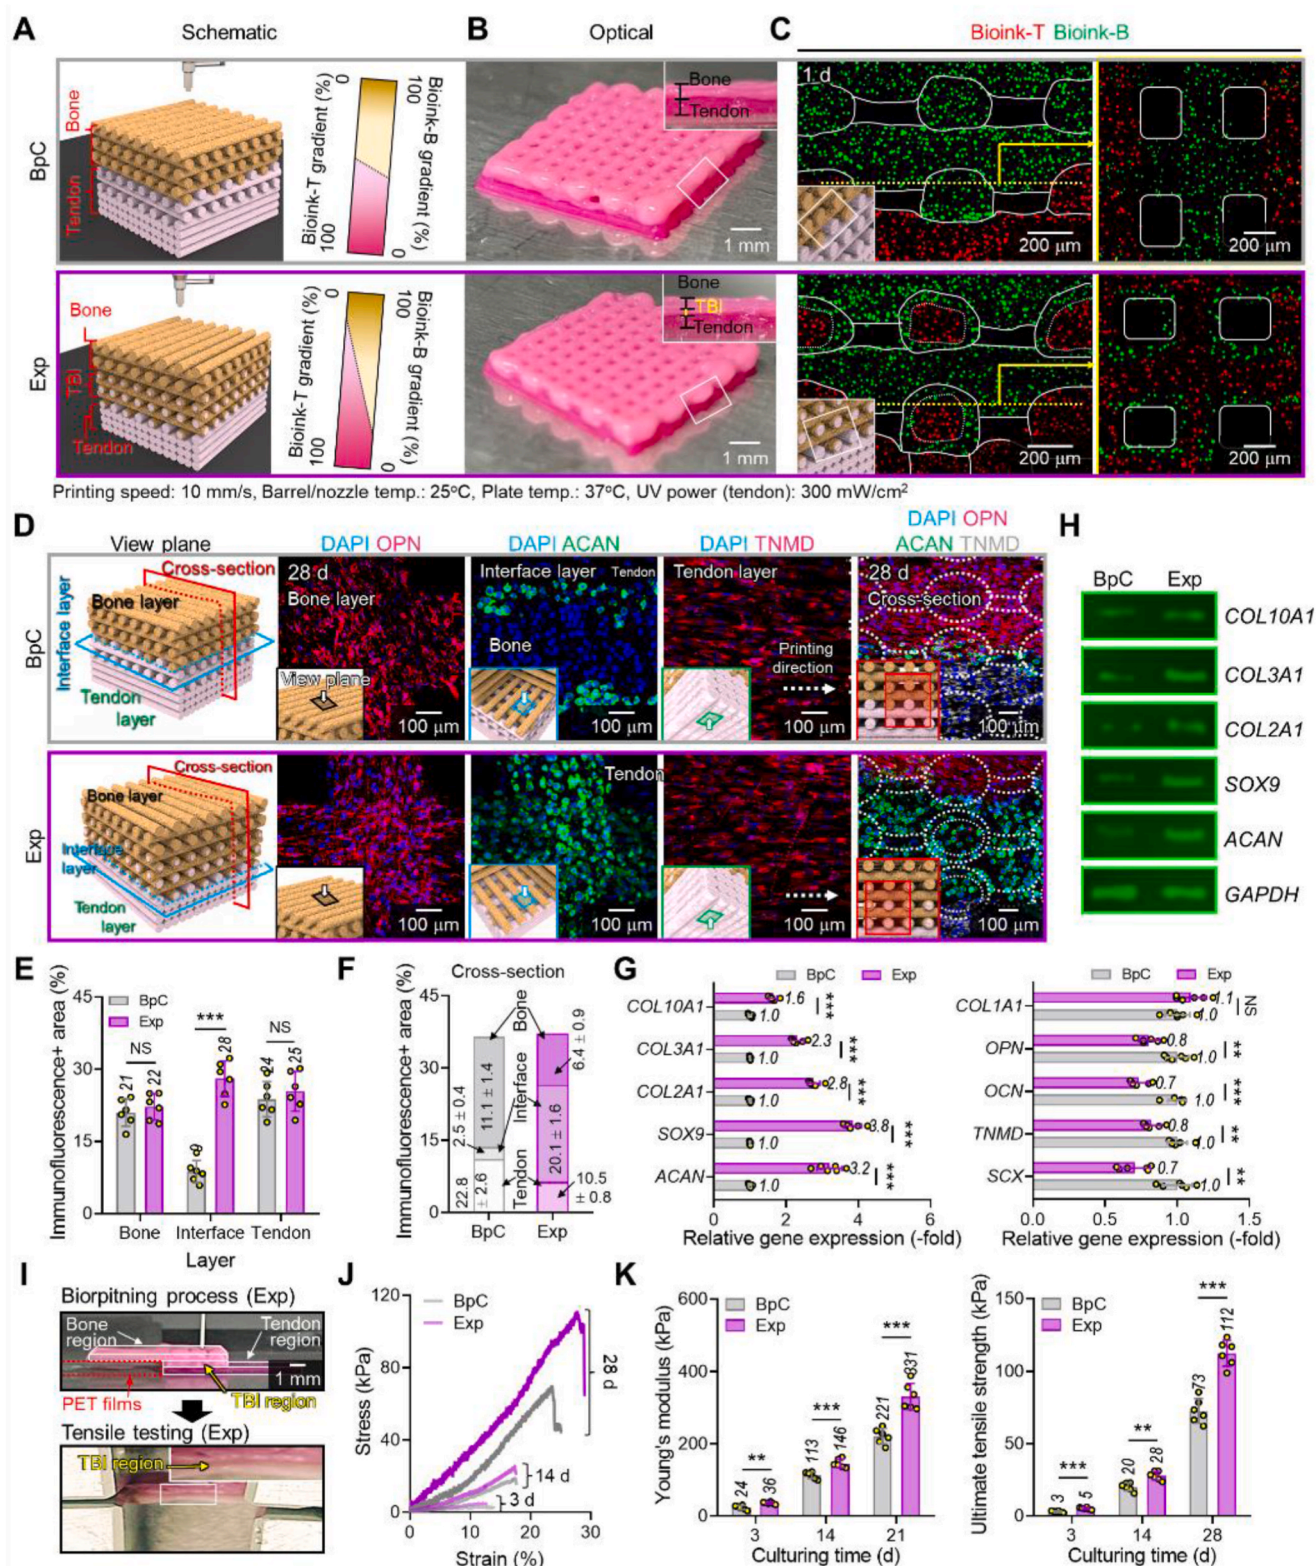 A
Schematic
B
Optical
C
Bioink-T Bioink-B
BpC
Bone
Tendon
0
100
Bioink-T gradient (%)
Bioink-B gradient (%)
100
0
Bone
Tendon
1 mm
1 d
200 μm
200 μm
Exp
Bone
TBI
Tendon
0
100
Bioink-T gradient (%)
Bioink-B gradient (%)
100
0
Bone
TBI
Tendon
1 mm
200 μm
200 μm
Printing speed: 10 mm/s, Barrel/nozzle temp.: 25°C, Plate temp.: 37°C, UV power (tendon): 300 mW/cm²
D
View plane
DAPI OPN
DAPI ACAN
DAPI TNMD
DAPI OPN
ACAN TNMD
BpC
Cross-section
Bone layer
Interface layer
Tendon
layer
28 d
Bone layer
View plane
100 μm
Interface layer
Tendon
Bone
100 μm
Tendon layer
Printing
direction
100 μm
28 d
Cross-section
100 μm
Exp
Cross-section
Bone layer
Interface
layer
Tendon
layer
100 μm
Tendon
100 μm
100 μm
100 μm
H
BpC Exp
COL10A1
COL3A1
COL2A1
SOX9
ACAN
GAPDH
E
Immunofluorescence+ area (%)
45
30
15
0
BpC
Exp
NS
21
22
***
28
NS
24
25
Bone Interface Tendon
Layer
F
Cross-section
Immunofluorescence+ area (%)
45
30
15
0
Bone
Interface
Tendon
2.5 ± 0.4
11.1 ± 1.4
22.8
± 2.6
6.4 ± 0.9
20.1 ± 1.6
10.5
± 0.8
BpC Exp
G
BpC Exp
COL10A1
1.6
1.0
***
COL3A1
2.3
1.0
***
COL2A1
2.8
1.0
***
SOX9
3.8
1.0
***
ACAN
3.2
1.0
***
0 2 4 6
Relative gene expression (-fold)
BpC Exp
COL1A1
1.1
1.0
NS
OPN
0.8
1.0
**
OCN
0.7
1.0
***
TNMD
0.8
1.0
**
SCX
0.7
1.0
**
0.0 0.5 1.0 1.5
Relative gene expression (-fold)
I
Biorpitning process (Exp)
Bone
region
Tendon
region
1 mm
PET films
TBI region
Tensile testing (Exp)
TBI region
J
Stress (kPa)
120
80
40
0
BpC
Exp
28 d
14 d
3 d
0 10 20 30
Strain (%)
K
Young's modulus (kPa)
600
400
200
0
BpC
Exp
24
36
**
113
146
***
221
331
***
3 14 21
Culturing time (d)
Ultimate tensile strength (kPa)
150
100
50
0
BpC
Exp
3
5
***
20
28
**
73
112
***
3 14 28
Culturing time (d)